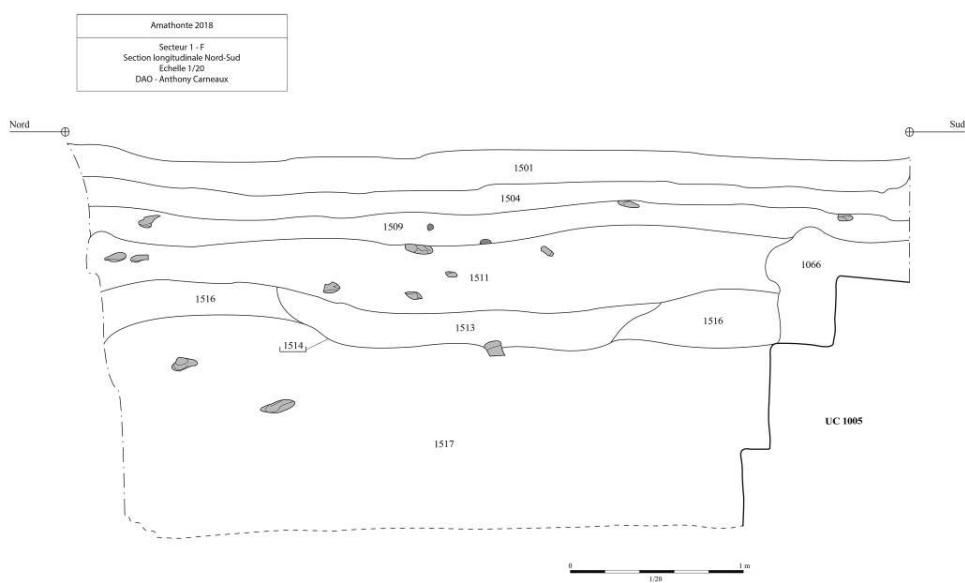 Amathonte 2018
Secteur 1 - F
Section longitudinale Nord-Sud
Echelle 1/20
DAO - Anthony Carneaux
Nord
Sud
1501
1504
1509
1511
1066
1516
1513
1516
1514
1517
UC 1005
0
1 m
1/20